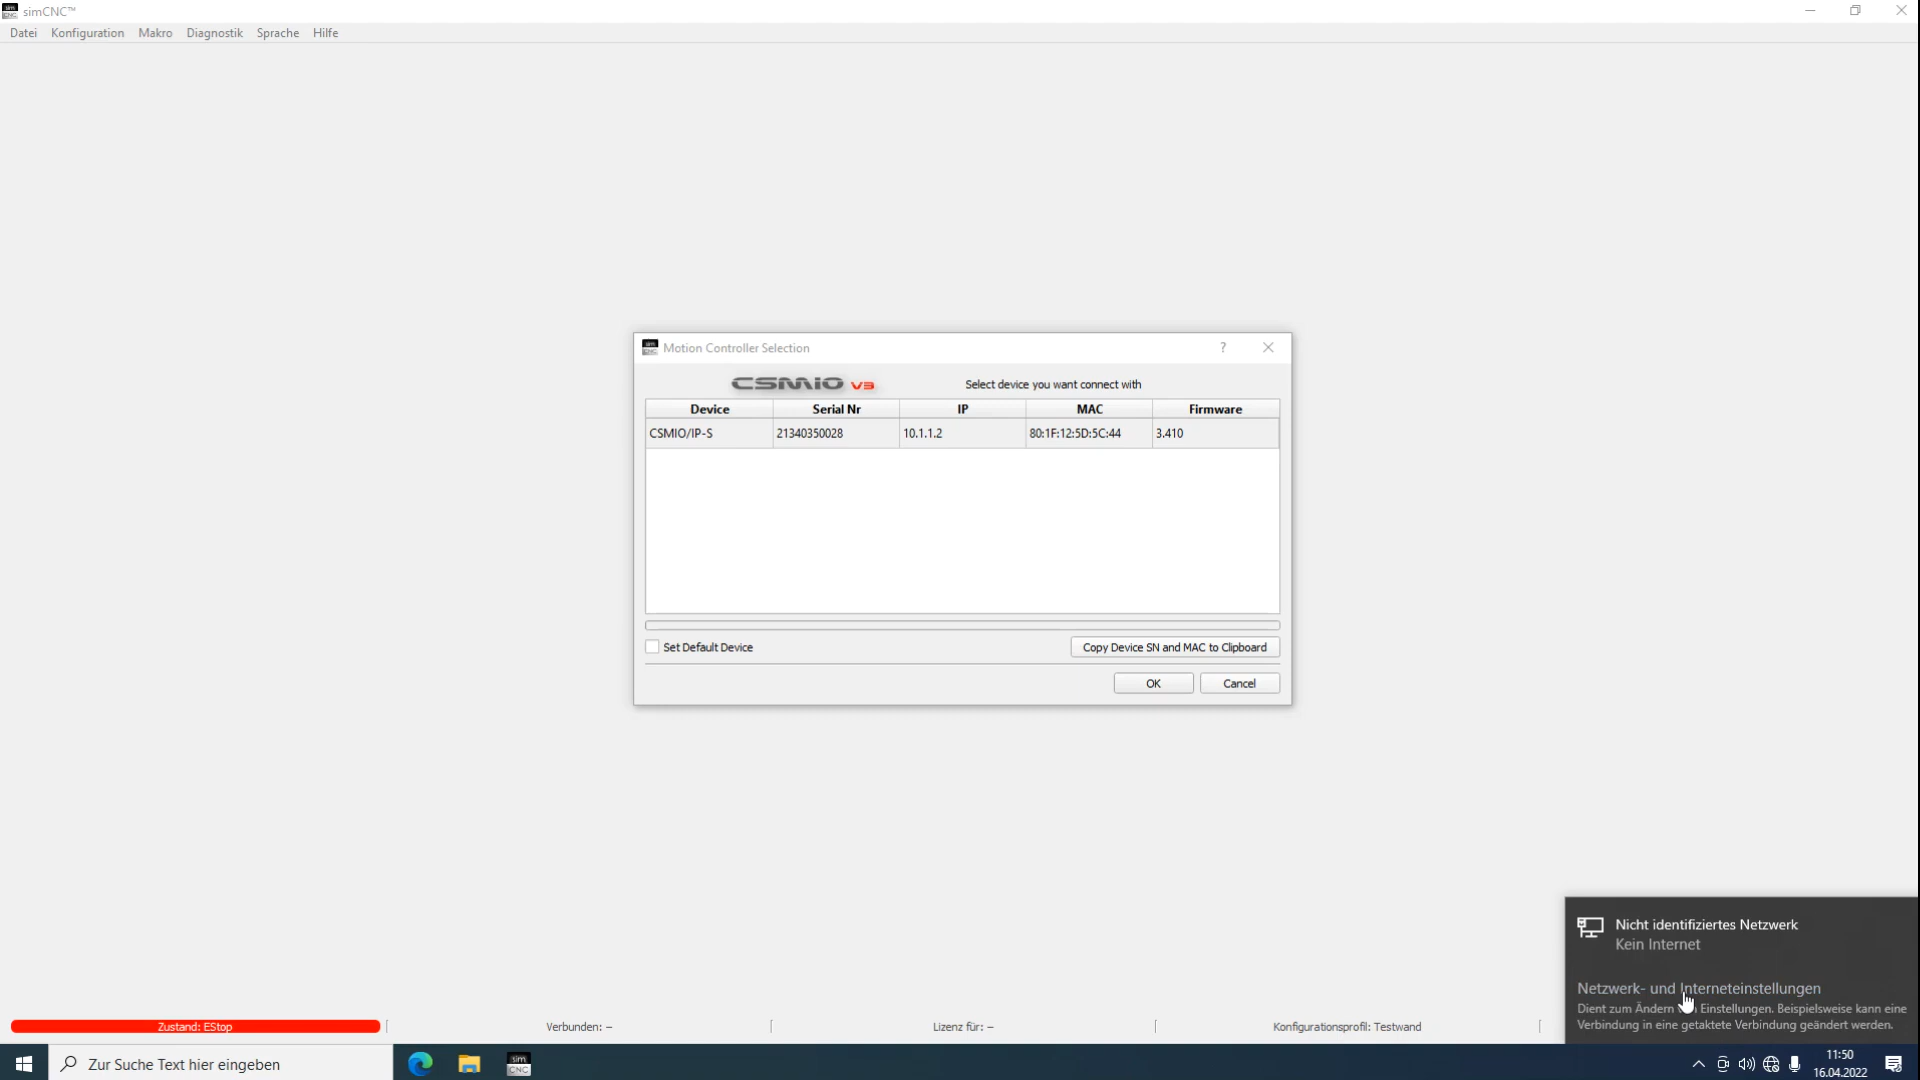 simCNC™
Datei Konfiguration Makro Diagnostik Sprache Hilfe
Motion Controller Selection ?
CSMIO V3 Select device you want connect with
Device Serial Nr IP MAC Firmware
CSMIO/IP-S 21340350028 10.1.1.2 80:1F:12:5D:5C:44 3.410
Set Default Device Copy Device SN and MAC to Clipboard
OK Cancel
Nicht identifiziertes Netzwerk
Kein Internet
Netzwerk- und Interneteinstellungen
Dient zum Ändern Einstellungen. Beispielsweise kann eine
Verbindung in eine getaktete Verbindung geändert werden.
Zustand: EStop Verbunden: – Lizenz für: – Konfigurationsprofil: Testwand
Zur Suche Text hier eingeben
sim
CNC
11:50
16.04.2022